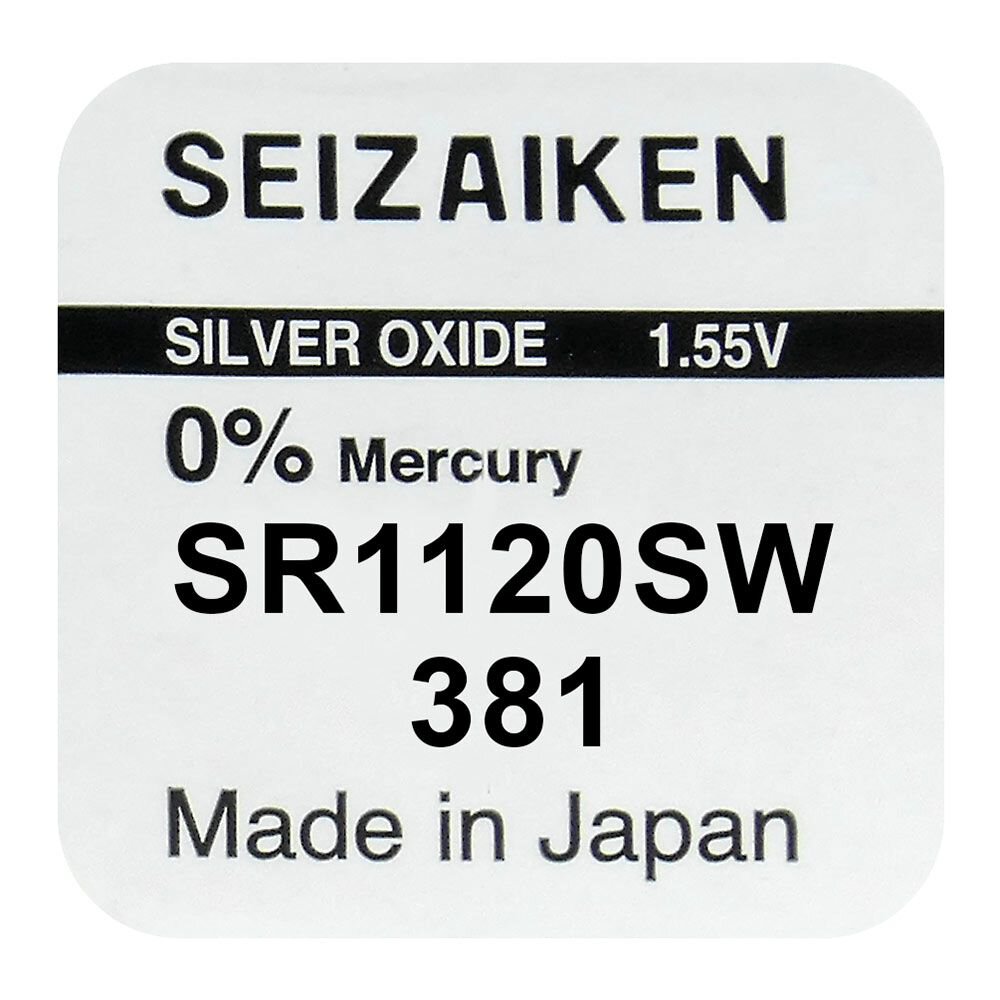 SEIZAIKEN
SILVER OXIDE 1.55V
0% Mercury
SR1120SW
381
Made in Japan